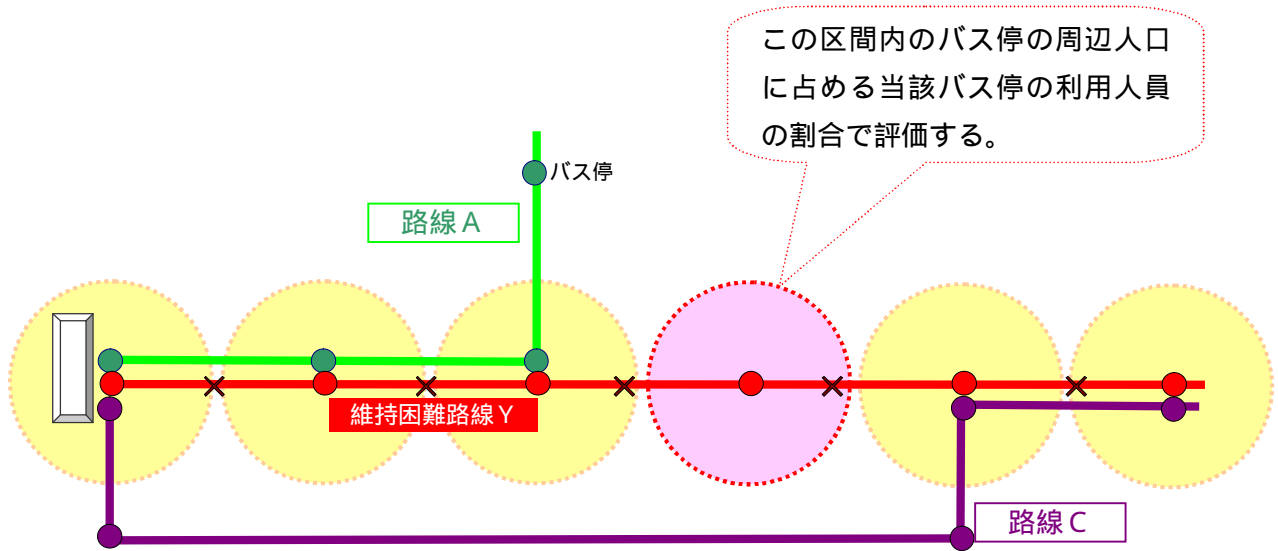 この区間内のバス停の周辺人口
に占める当該バス停の利用人員
の割合で評価する。
バス停
路線Ａ
維持困難路線Ｙ
路線Ｃ